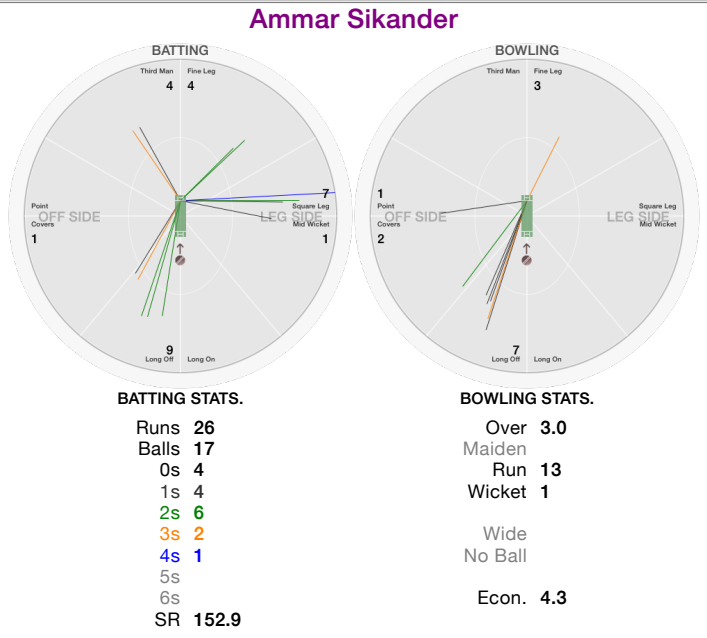 Ammar Sikander
BATTING
Third Man
Fine Leg
4
4
7
Point
Square Leg
OFF SIDE
LEG SIDE
Covers
Mid Wicket
1
1
9
Long Off
Long On
BATTING STATS.
Runs 26
Balls 17
0s 4
1s 4
2s 6
3s 2
4s 1
5s
6s
SR 152.9
BOWLING
Third Man
Fine Leg
3
1
Point
Square Leg
OFF SIDE
LEG SIDE
Covers
Mid Wicket
2
7
Long Off
Long On
BOWLING STATS.
Over 3.0
Maiden
Run 13
Wicket 1
Wide
No Ball
Econ. 4.3